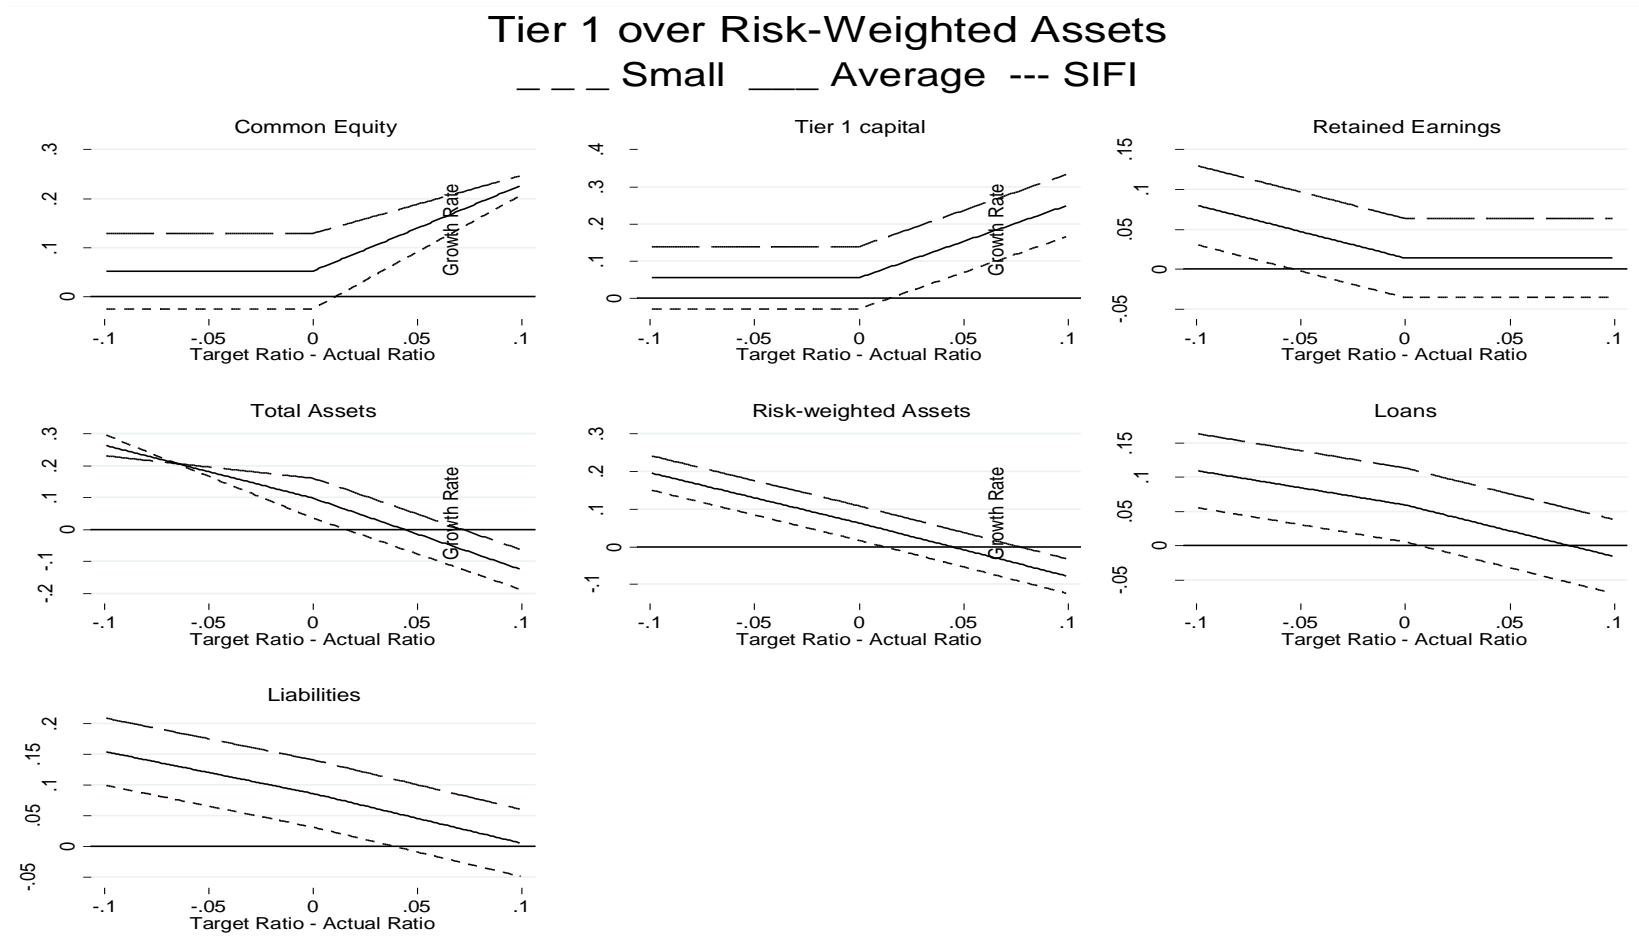 Tier 1 over Risk-Weighted Assets
_ _ _ Small ___ Average --- SIFI
Common Equity
.3
.2
.1
0
Growth Rate
-.1 -.05 0 .05 .1
Target Ratio - Actual Ratio
Tier 1 capital
.4
.3
.2
.1
0
Growth Rate
-.1 -.05 0 .05 .1
Target Ratio - Actual Ratio
Retained Earnings
.15
.1
.05
0
-.05
-.1 -.05 0 .05 .1
Target Ratio - Actual Ratio
Total Assets
.3
.2
.1
0
-.1
-.2
Growth Rate
-.1 -.05 0 .05 .1
Target Ratio - Actual Ratio
Risk-weighted Assets
.3
.2
.1
0
-.1
Growth Rate
-.1 -.05 0 .05 .1
Target Ratio - Actual Ratio
Loans
.15
.1
.05
0
-.05
-.1 -.05 0 .05 .1
Target Ratio - Actual Ratio
Liabilities
.2
.15
.1
.05
0
-.05
-.1 -.05 0 .05 .1
Target Ratio - Actual Ratio